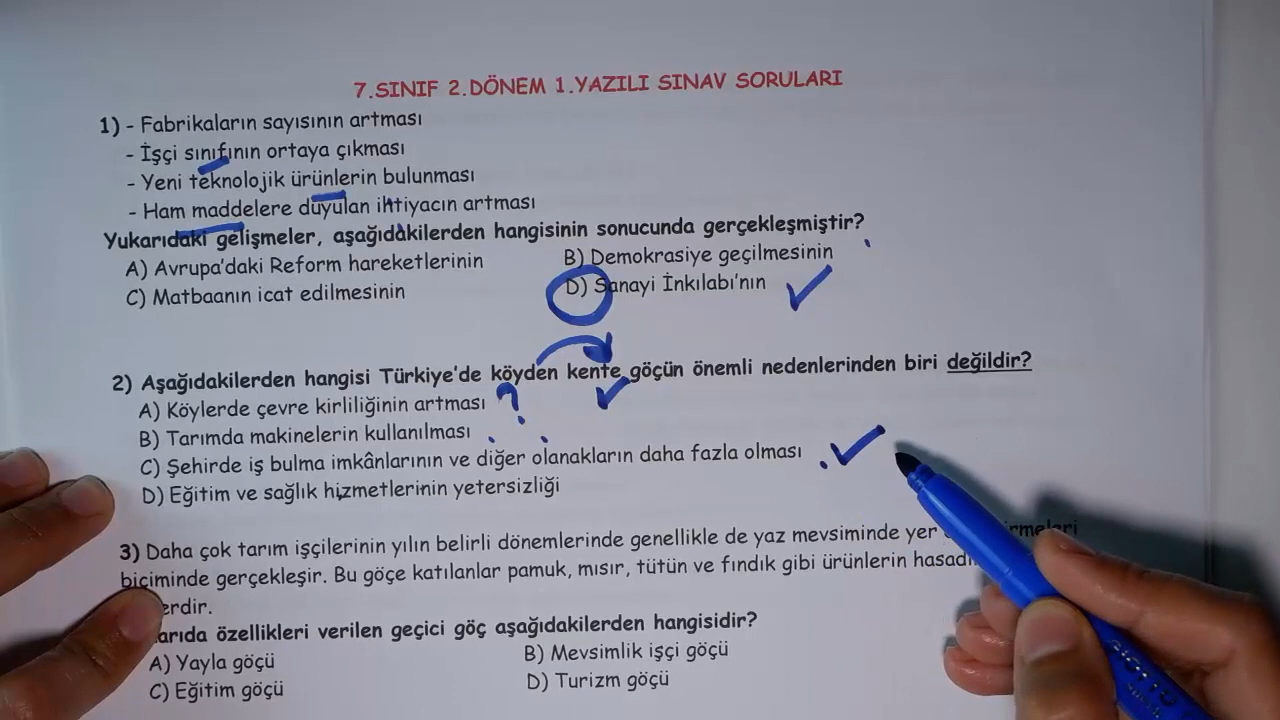 7.SINIF 2.DÖNEM 1.YAZILI SINAV SORULARI
1) - Fabrikaların sayısının artması
- İşçi sınıfının ortaya çıkması
- Yeni teknolojik ürünlerin bulunması
- Ham maddelere duyulan ihtiyacın artması
Yukarıdaki gelişmeler, aşağıdakilerden hangisinin sonucunda gerçekleşmiştir?
A) Avrupa'daki Reform hareketlerinin
B) Demokrasiye geçilmesinin
C) Matbaanın icat edilmesinin
D) Sanayi İnkılabı'nın
2) Aşağıdakilerden hangisi Türkiye'de köyden kente göçün önemli nedenlerinden biri değildir?
A) Köylerde çevre kirliliğinin artması ?
B) Tarımda makinelerin kullanılması
C) Şehirde iş bulma imkânlarının ve diğer olanakların daha fazla olması
D) Eğitim ve sağlık hizmetlerinin yetersizliği
3) Daha çok tarım işçilerinin yılın belirli dönemlerinde genellikle de yaz mevsiminde yer
biçiminde gerçekleşir. Bu göçe katılanlar pamuk, mısır, tütün ve fındık gibi ürünlerin
özellikleri verilen geçici göç aşağıdakilerden hangisidir?
A) Yayla göçü
B) Mevsimlik işçi göçü
C) Eğitim göçü
D) Turizm göçü